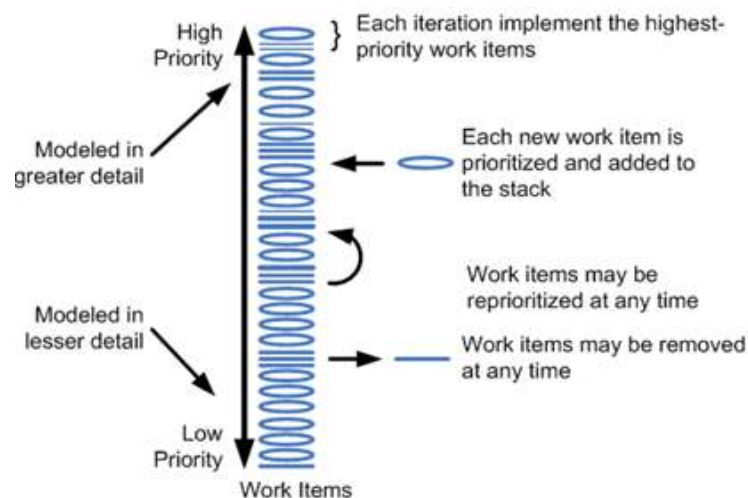 High
Priority
Each iteration implement the highest-
priority work items
Modeled in
greater detail
Each new work item is
prioritized and added to
the stack
Work items may be
reprioritized at any time
Modeled in
lesser detail
Work items may be removed
at any time
Low
Priority
Work Items